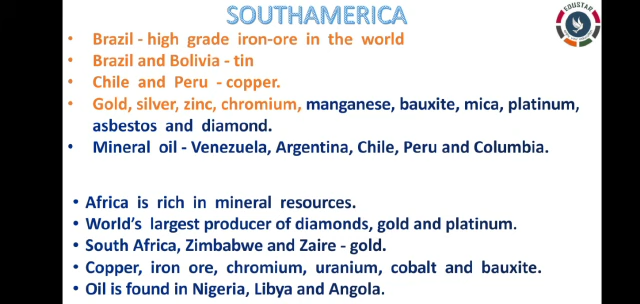 SOUTHAMERICA
EDUSTAR
• Brazil - high grade iron-ore in the world
• Brazil and Bolivia - tin
• Chile and Peru - copper.
• Gold, silver, zinc, chromium, manganese, bauxite, mica, platinum,
asbestos and diamond.
• Mineral oil - Venezuela, Argentina, Chile, Peru and Columbia.
• Africa is rich in mineral resources.
• World's largest producer of diamonds, gold and platinum.
• South Africa, Zimbabwe and Zaire - gold.
• Copper, iron ore, chromium, uranium, cobalt and bauxite.
• Oil is found in Nigeria, Libya and Angola.